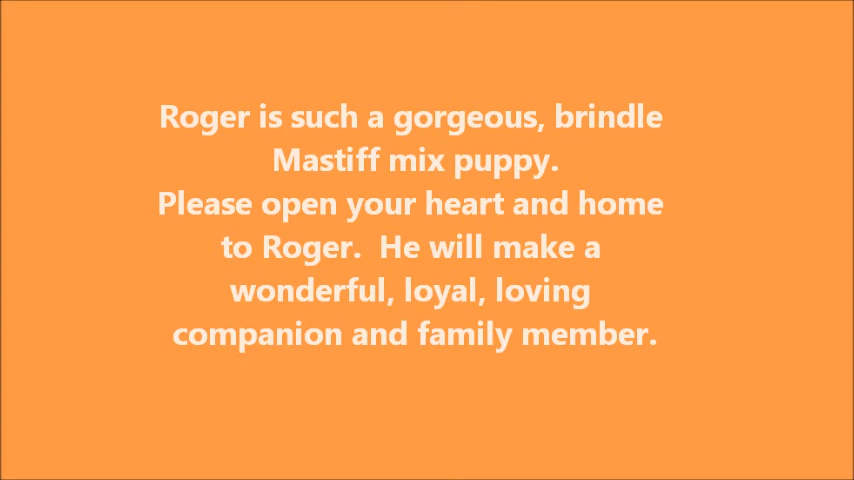 Roger is such a gorgeous, brindle
Mastiff mix puppy.
Please open your heart and home
to Roger.  He will make a
wonderful, loyal, loving
companion and family member.